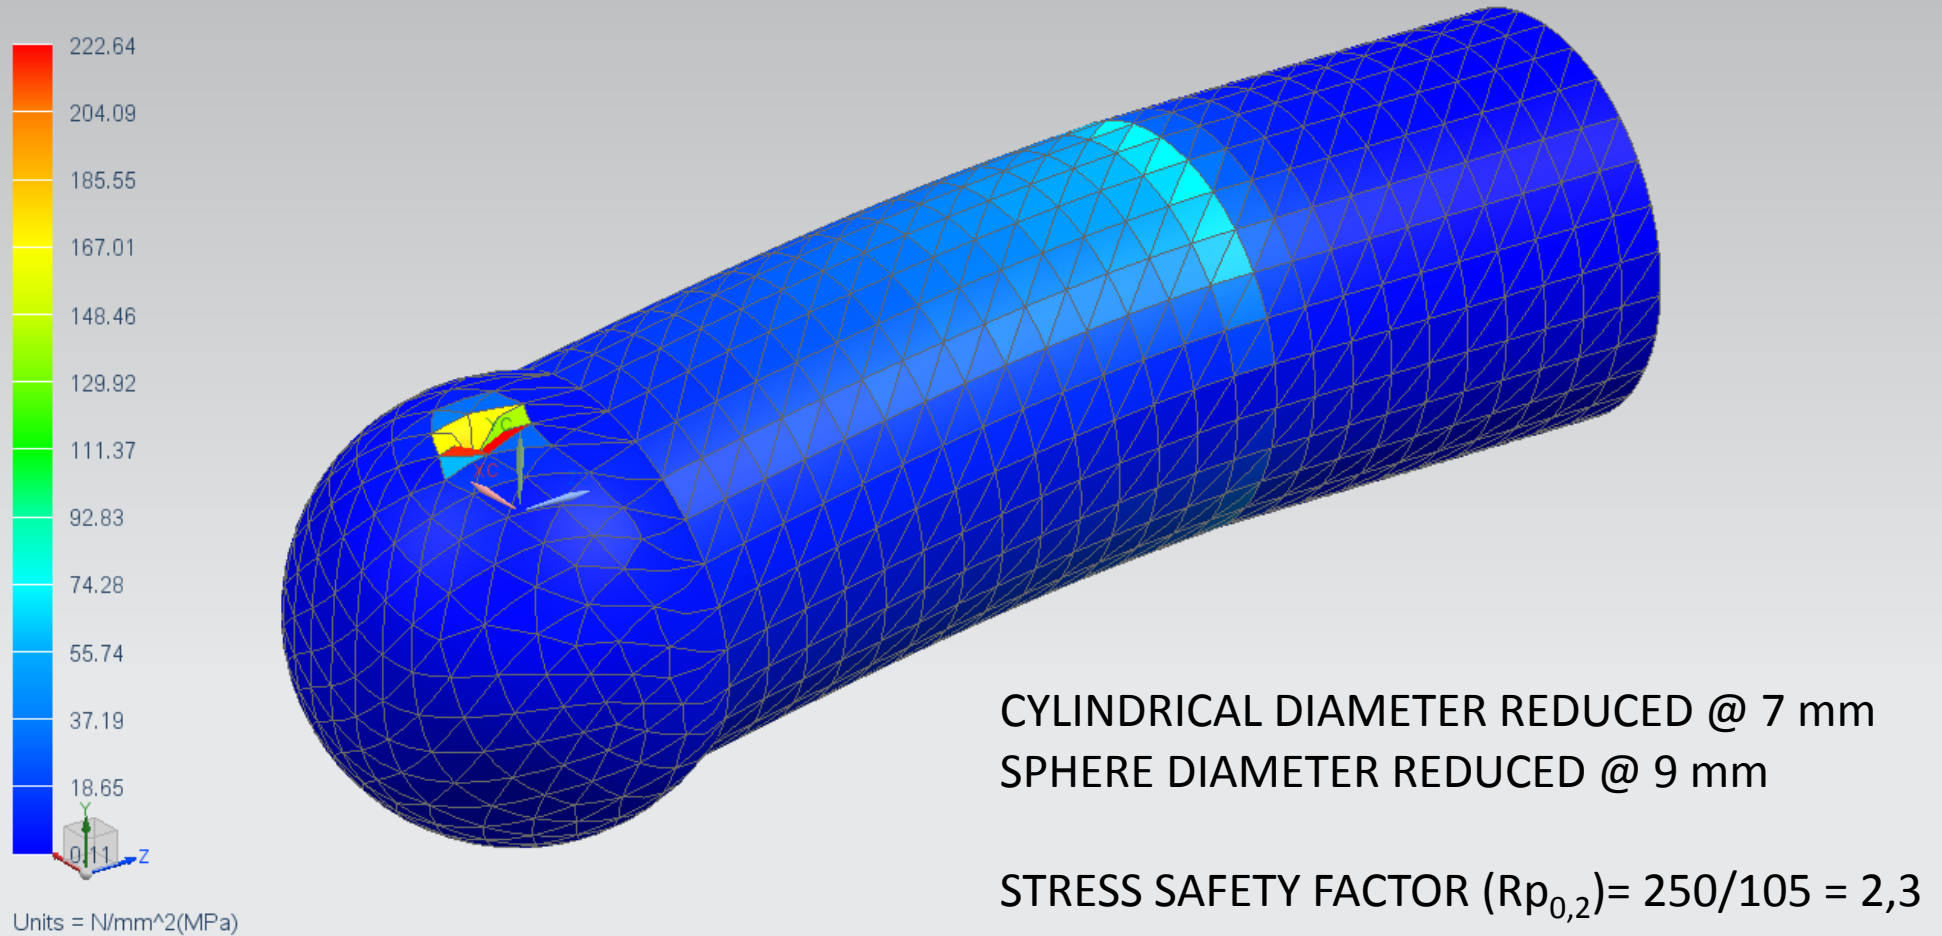 222.64
204.09
185.55
167.01
148.46
129.92
111.37
92.83
74.28
55.74
37.19
18.65
0.11
Y
Z
Units = N/mm^2(MPa)
YC
XC
CYLINDRICAL DIAMETER REDUCED @ 7 mm
SPHERE DIAMETER REDUCED @ 9 mm
STRESS SAFETY FACTOR (Rp0,2)= 250/105 = 2,3